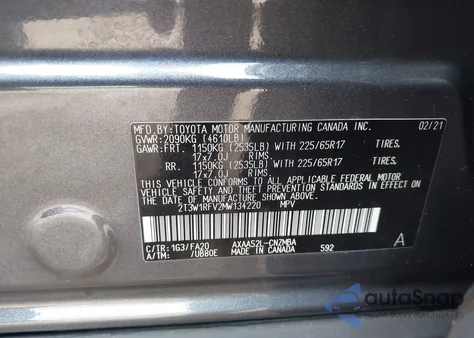 MFD.BY:TOYOTA MOTOR MANUFACTURING CANADA INC. 02/21
GVWR:2090KG (4610LB)
GAWR:FRT. 1150KG (2535LB) WITH 225/65R17 TIRES.
17x7.0J RIMS.
RR. 1150KG (2535LB) WITH 225/65R17 TIRES.
17x7.0J RIMS.
THIS VEHICLE CONFORMS TO ALL APPLICABLE FEDERAL MOTOR
VEHICLE SAFETY, BUMPER, AND THEFT PREVENTION STANDARDS IN
EFFECT ON THE DATE OF MANUFACTURE SHOWN ABOVE.
2T3W1RFV2MW134220 MPV
C/TR:1G3/FA20 AXAA52L-CNZMBA
A/TM: /UB80E MADE IN CANADA 592 A
autoSnap